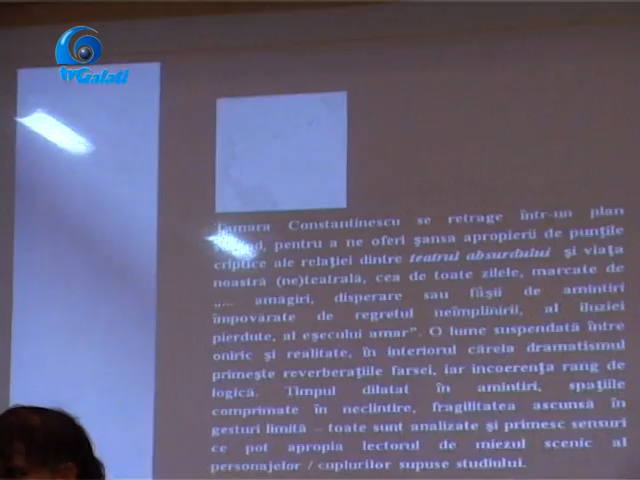 tvGalati
Tamara Constantinescu se retrage într-un plan
pentru a ne oferi şansa apropierii de punţile
criptice ale relaţiei dintre teatrul absurdului şi viaţa
noastră (ne)teatrală, cea de toate zilele, marcate de
„... amăgiri, disperare sau fâşii de amintiri
împovărate de regretul neîmplinirii, al iluziei
pierdute, al eşecului amar”. O lume suspendată între
oniric şi realitate, în interiorul căreia dramatismul
primeşte reverberaţiile farsei, iar incoerenţa rang de
logică. Timpul dilatat în amintiri, spaţiile
comprimate în neclintire, fragilitatea ascunsă în
gesturi limită – toate sunt analizate şi primesc sensuri
ce pot apropia lectorul de miezul scenic al
personajelor / cuplurilor supuse studiului.